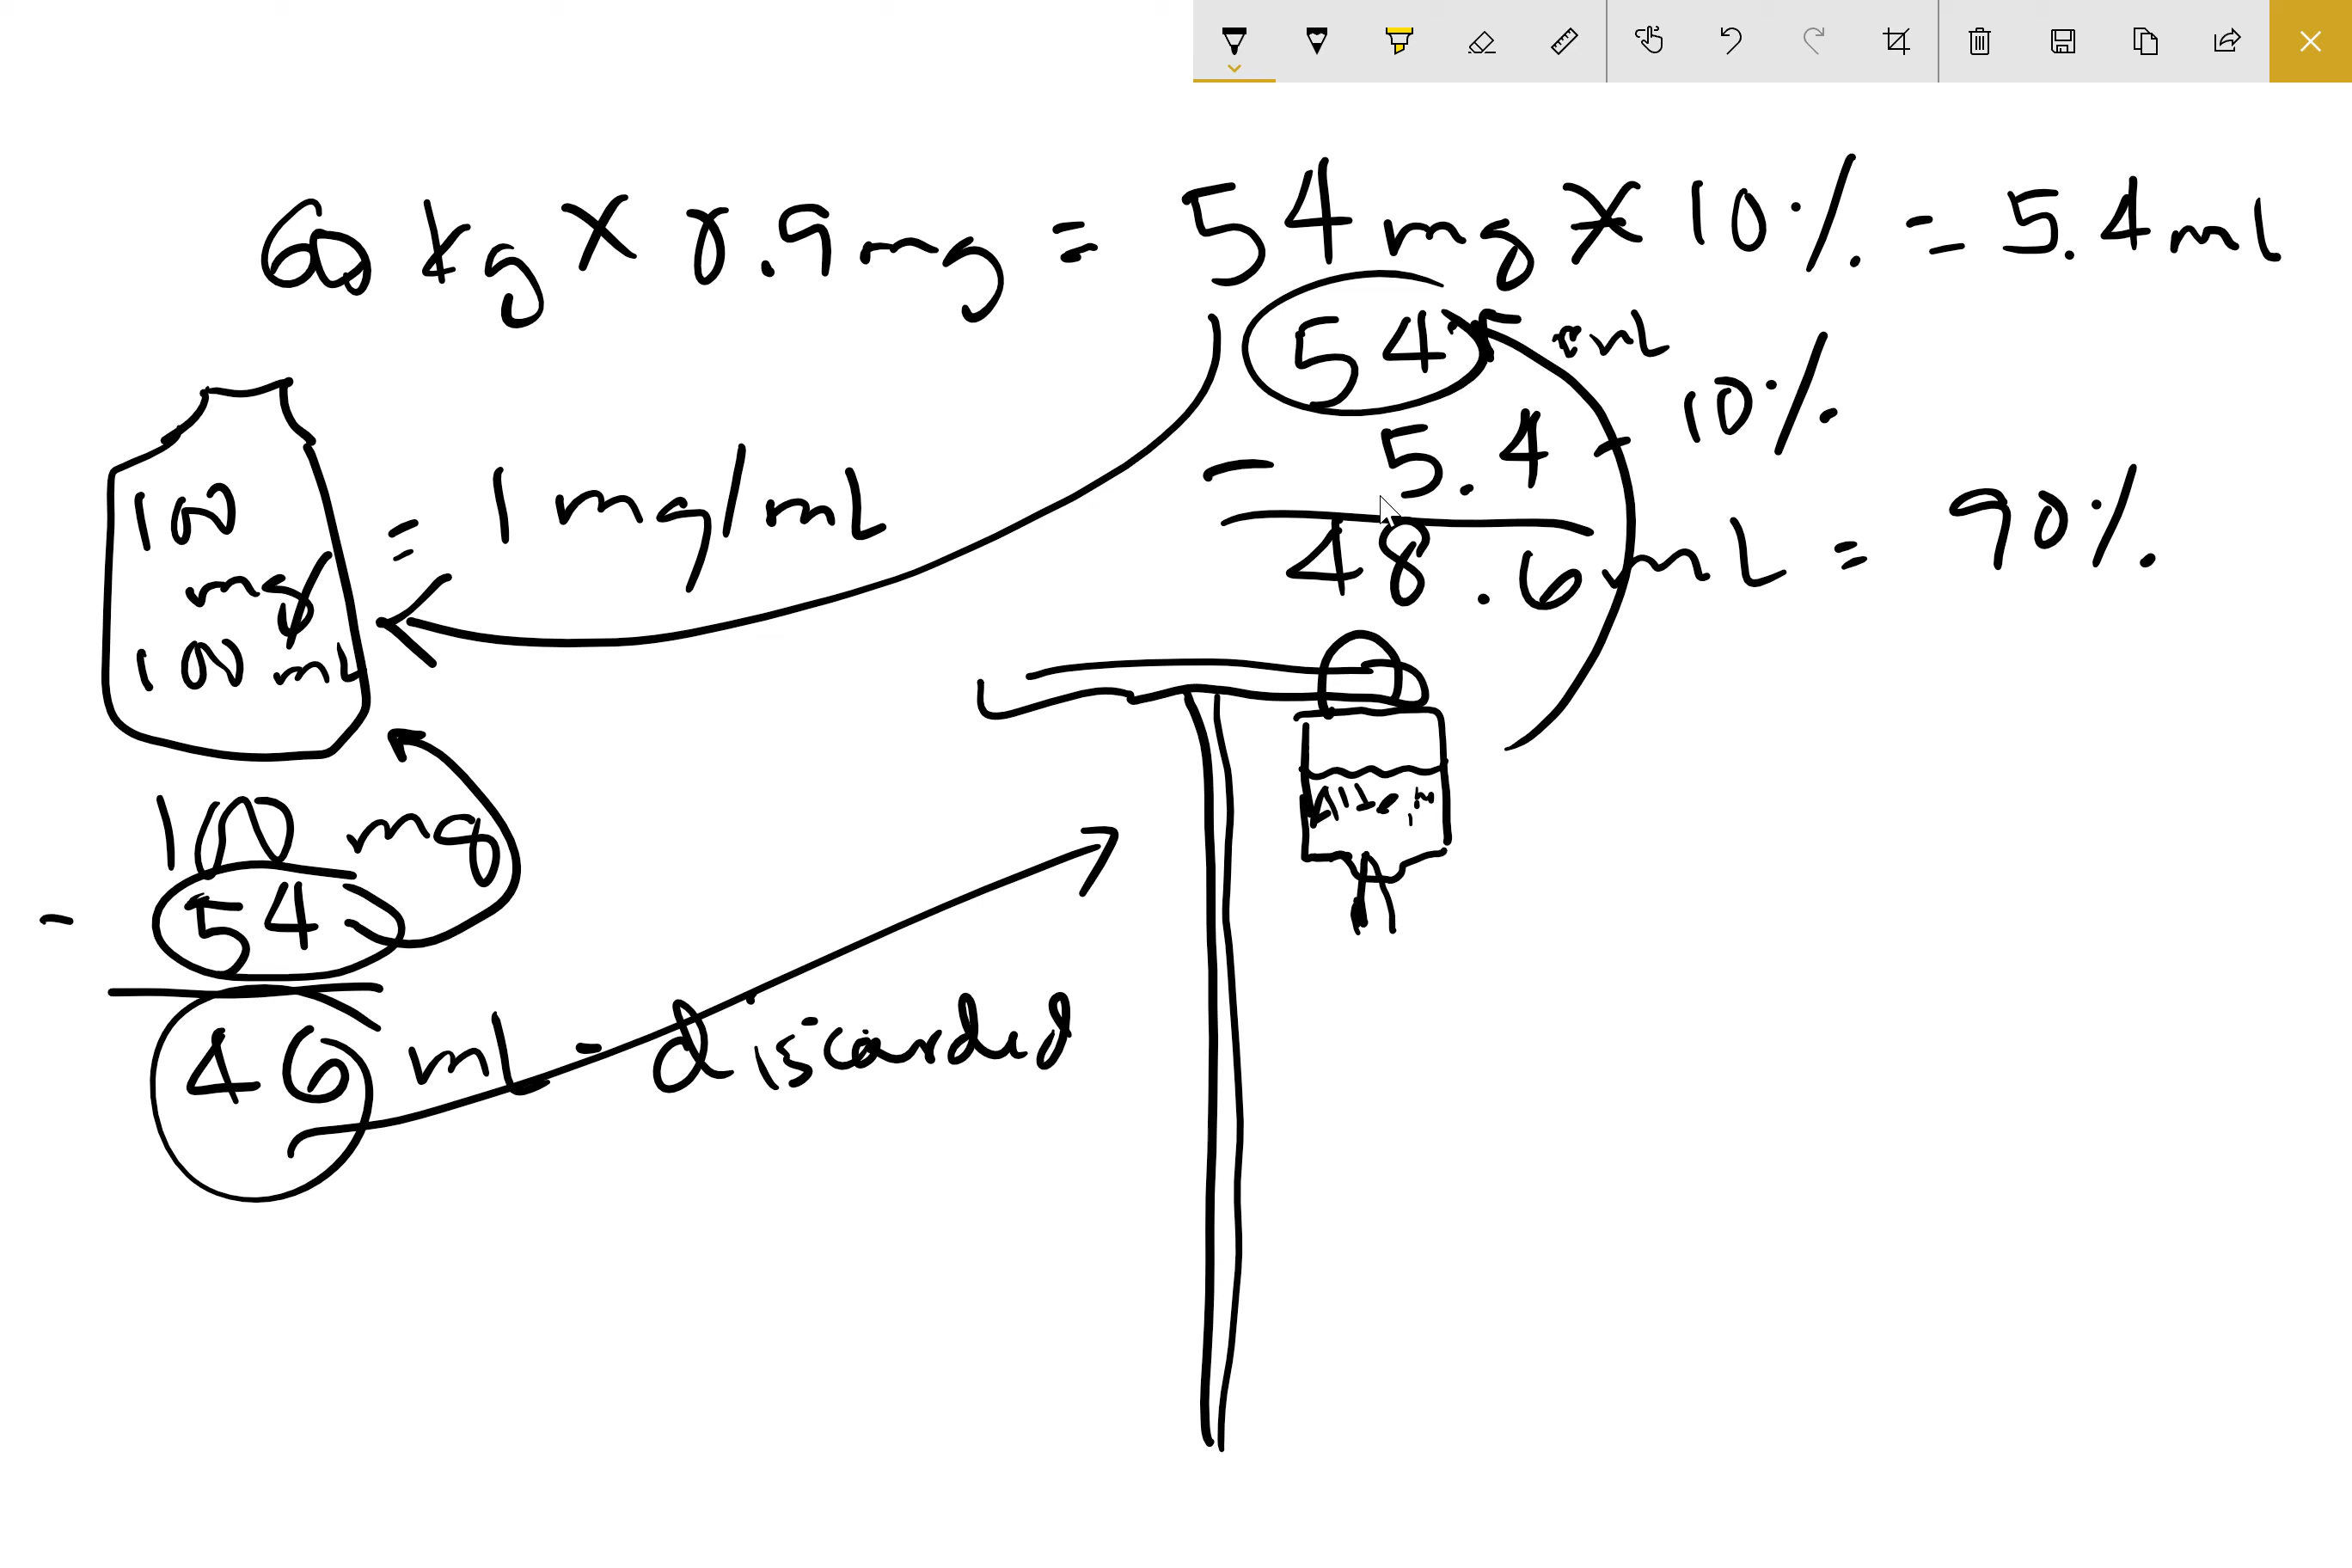 60 kg × 0.9 mg = 54 mg × 10% = 5.4 ml
54 ml
- 5.4 - 10%
48.6 ml = 90%
100 mg/ 100 ml = 1 mg/ml
100 mg
- 54
46 ml - Discarded